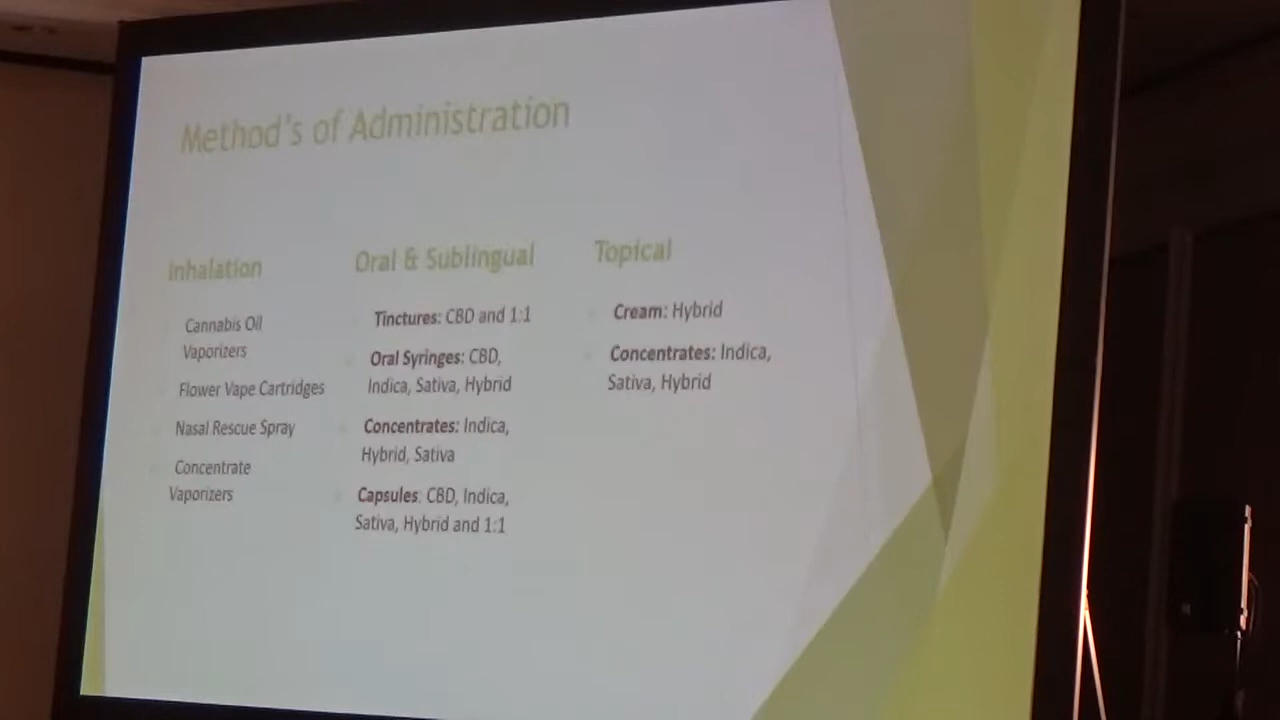 Method's of Administration
Inhalation
Cannabis Oil
Vaporizers
Flower Vape Cartridges
Nasal Rescue Spray
Concentrate
Vaporizers
Oral & Sublingual
Tinctures: CBD and 1:1
Oral Syringes: CBD,
Indica, Sativa, Hybrid
Concentrates: Indica,
Hybrid, Sativa
Capsules: CBD, Indica,
Sativa, Hybrid and 1:1
Topical
Cream: Hybrid
Concentrates: Indica,
Sativa, Hybrid